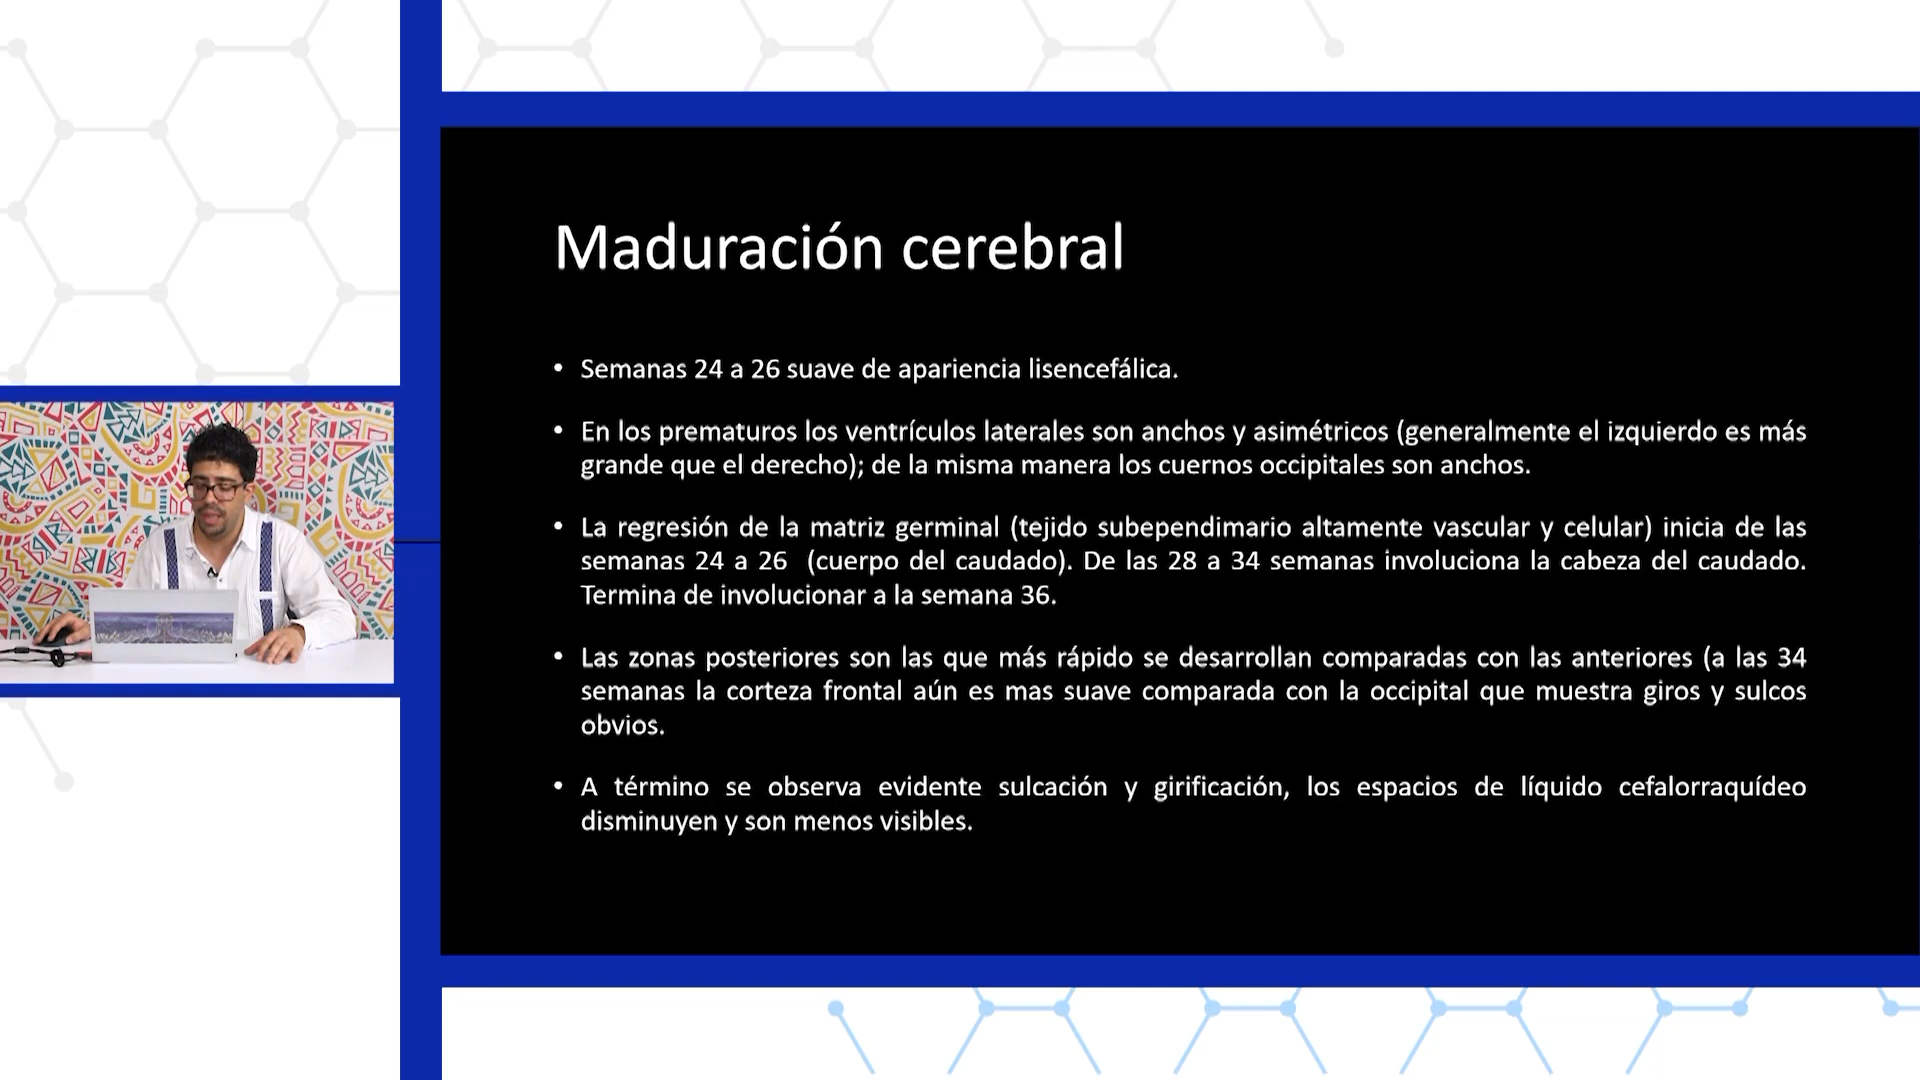 Maduración cerebral
• Semanas 24 a 26 suave de apariencia lisencefálica.
• En los prematuros los ventrículos laterales son anchos y asimétricos (generalmente el izquierdo es más
grande que el derecho); de la misma manera los cuernos occipitales son anchos.
• La regresión de la matriz germinal (tejido subependimario altamente vascular y celular) inicia de las
semanas 24 a 26 (cuerpo del caudado). De las 28 a 34 semanas involuciona la cabeza del caudado.
Termina de involucionar a la semana 36.
• Las zonas posteriores son las que más rápido se desarrollan comparadas con las anteriores (a las 34
semanas la corteza frontal aún es mas suave comparada con la occipital que muestra giros y sulcos
obvios.
• A término se observa evidente sulcación y girificación, los espacios de líquido cefalorraquídeo
disminuyen y son menos visibles.